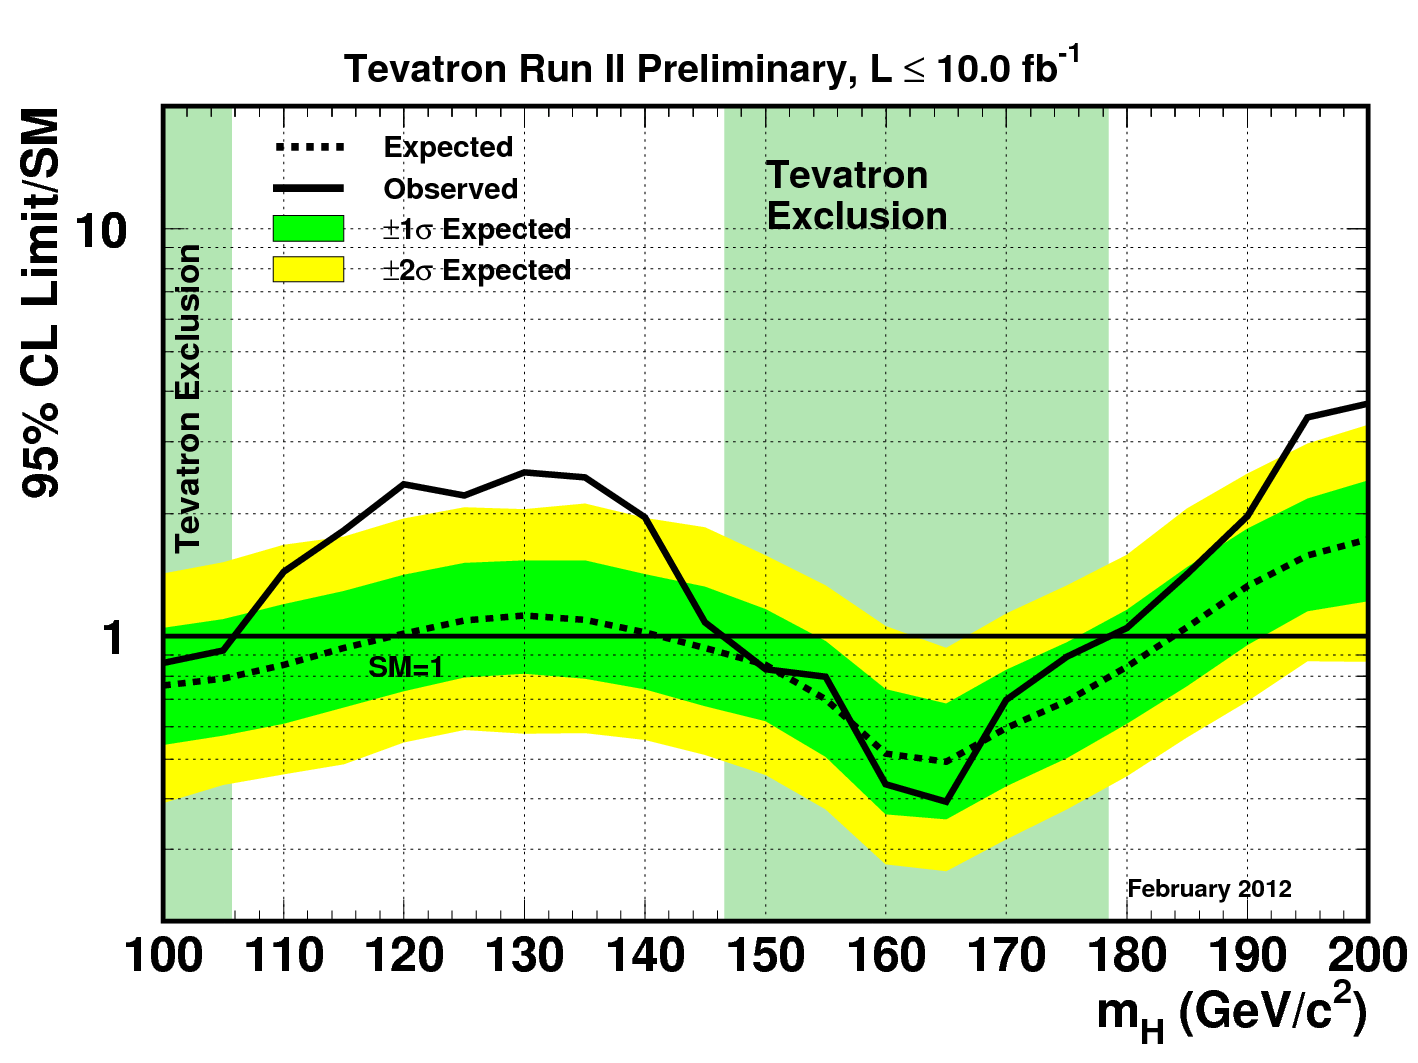 Tevatron Run II Preliminary, L ≤ 10.0 fb⁻¹
95% CL Limit/SM
Expected
Observed
±1σ Expected
±2σ Expected
Tevatron
Exclusion
Tevatron Exclusion
10
1
SM=1
February 2012
100 110 120 130 140 150 160 170 180 190 200
m_H (GeV/c²)